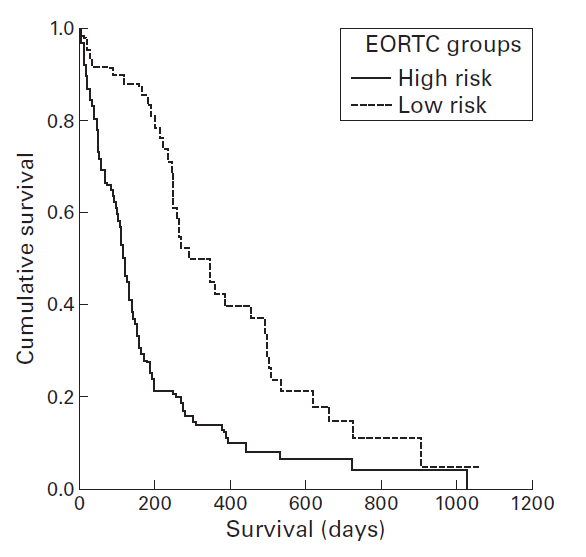 EORTC groups
High risk
Low risk
Cumulative survival
1.0
0.8
0.6
0.4
0.2
0.0
0 200 400 600 800 1000 1200
Survival (days)